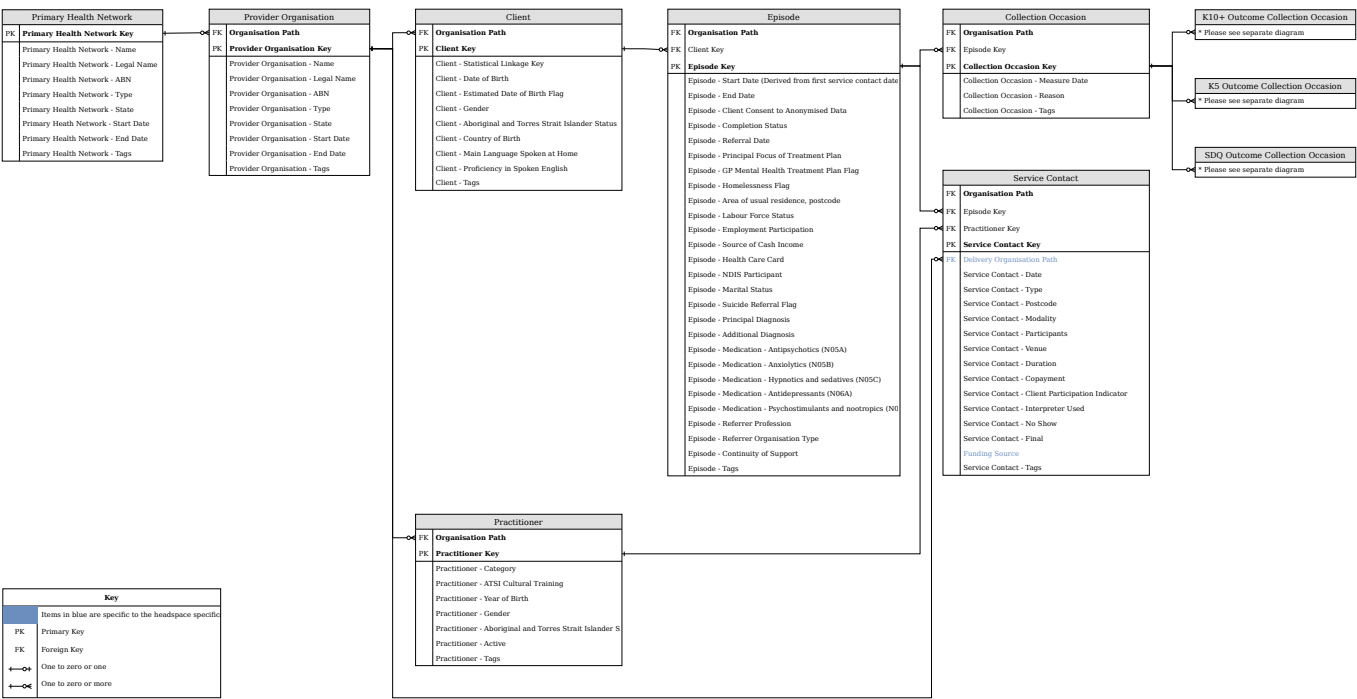 Primary Health Network
PK Primary Health Network Key
Primary Health Network - Name
Primary Health Network - Legal Name
Primary Health Network - ABN
Primary Health Network - Type
Primary Health Network - State
Primary Heath Network - Start Date
Primary Health Network - End Date
Primary Health Network - Tags
Provider Organisation
FK Organisation Path
PK Provider Organisation Key
Provider Organisation - Name
Provider Organisation - Legal Name
Provider Organisation - ABN
Provider Organisation - Type
Provider Organisation - State
Provider Organisation - Start Date
Provider Organisation - End Date
Provider Organisation - Tags
Client
FK Organisation Path
PK Client Key
Client - Statistical Linkage Key
Client - Date of Birth
Client - Estimated Date of Birth Flag
Client - Gender
Client - Aboriginal and Torres Strait Islander Status
Client - Country of Birth
Client - Main Language Spoken at Home
Client - Proficiency in Spoken English
Client - Tags
Episode
FK Organisation Path
FK Client Key
PK Episode Key
Episode - Start Date (Derived from first service contact date
Episode - End Date
Episode - Client Consent to Anonymised Data
Episode - Completion Status
Episode - Referral Date
Episode - Principal Focus of Treatment Plan
Episode - GP Mental Health Treatment Plan Flag
Episode - Homelessness Flag
Episode - Area of usual residence, postcode
Episode - Labour Force Status
Episode - Employment Participation
Episode - Source of Cash Income
Episode - Health Care Card
Episode - NDIS Participant
Episode - Marital Status
Episode - Suicide Referral Flag
Episode - Principal Diagnosis
Episode - Additional Diagnosis
Episode - Medication - Antipsychotics (N05A)
Episode - Medication - Anxiolytics (N05B)
Episode - Medication - Hypnotics and sedatives (N05C)
Episode - Medication - Antidepressants (N06A)
Episode - Medication - Psychostimulants and nootropics (N0
Episode - Referrer Profession
Episode - Referrer Organisation Type
Episode - Continuity of Support
Episode - Tags
Collection Occasion
FK Organisation Path
FK Episode Key
PK Collection Occasion Key
Collection Occasion - Measure Date
Collection Occasion - Reason
Collection Occasion - Tags
K10+ Outcome Collection Occasion
* Please see separate diagram
K5 Outcome Collection Occasion
* Please see separate diagram
SDQ Outcome Collection Occasion
* Please see separate diagram
Service Contact
FK Organisation Path
FK Episode Key
FK Practitioner Key
PK Service Contact Key
FK Delivery Organisation Path
Service Contact - Date
Service Contact - Type
Service Contact - Postcode
Service Contact - Modality
Service Contact - Participants
Service Contact - Venue
Service Contact - Duration
Service Contact - Copayment
Service Contact - Client Participation Indicator
Service Contact - Interpreter Used
Service Contact - No Show
Service Contact - Final
Funding Source
Service Contact - Tags
Practitioner
FK Organisation Path
PK Practitioner Key
Practitioner - Category
Practitioner - ATSI Cultural Training
Practitioner - Year of Birth
Practitioner - Gender
Practitioner - Aboriginal and Torres Strait Islander S
Practitioner - Active
Practitioner - Tags
Key
Items in blue are specific to the headspace specific
PK Primary Key
FK Foreign Key
One to zero or one
One to zero or more